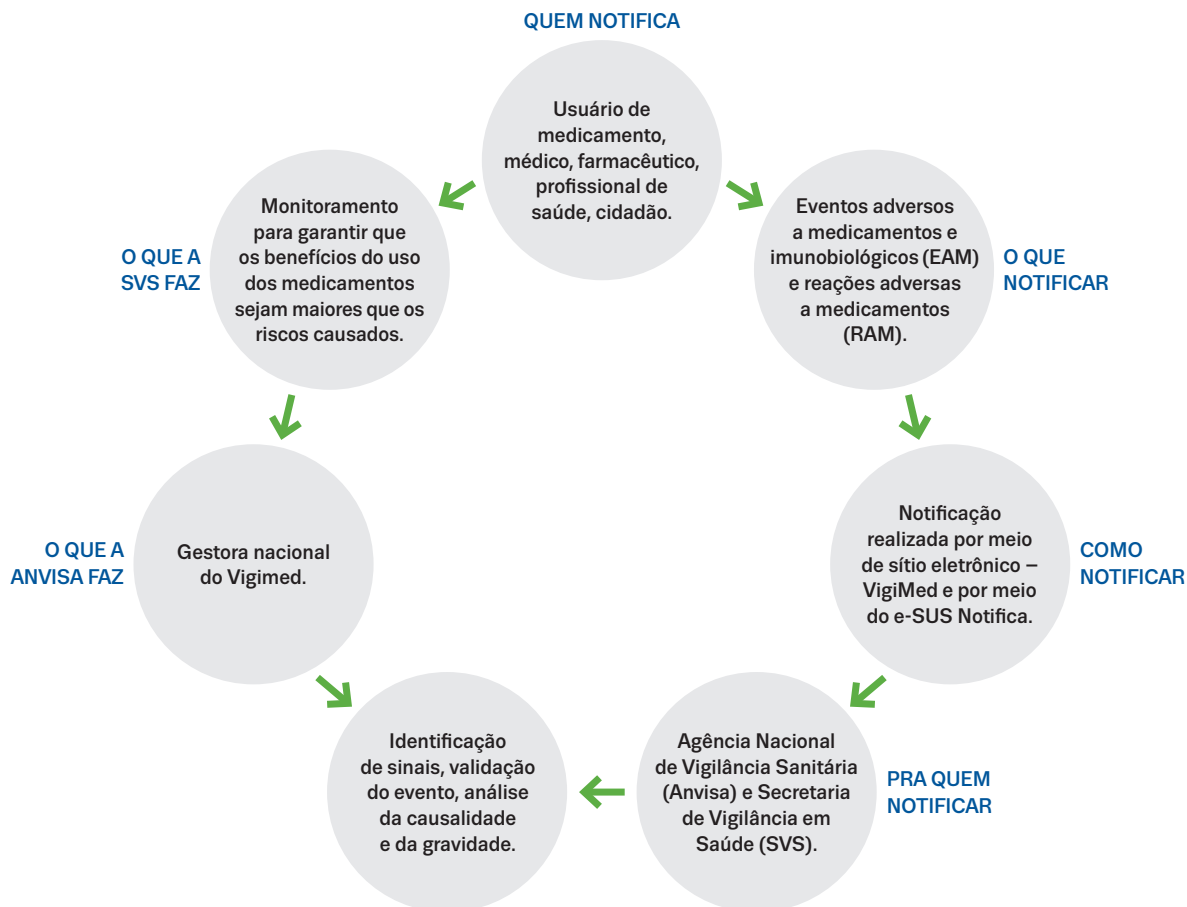 QUEM NOTIFICA
Usuário de
medicamento,
médico, farmacêutico,
profissional de
saúde, cidadão.
Eventos adversos
a medicamentos e
imunobiológicos (EAM)
e reações adversas
a medicamentos
(RAM).
O QUE
NOTIFICAR
Notificação
realizada por meio
de sítio eletrônico –
VigiMed e por meio
do e-SUS Notifica.
COMO
NOTIFICAR
Agência Nacional
de Vigilância Sanitária
(Anvisa) e Secretaria
de Vigilância em
Saúde (SVS).
PRA QUEM
NOTIFICAR
Identificação
de sinais, validação
do evento, análise
da causalidade
e da gravidade.
O QUE A
ANVISA FAZ
Gestora nacional
do Vigimed.
O QUE A
SVS FAZ
Monitoramento
para garantir que
os benefícios do uso
dos medicamentos
sejam maiores que os
riscos causados.